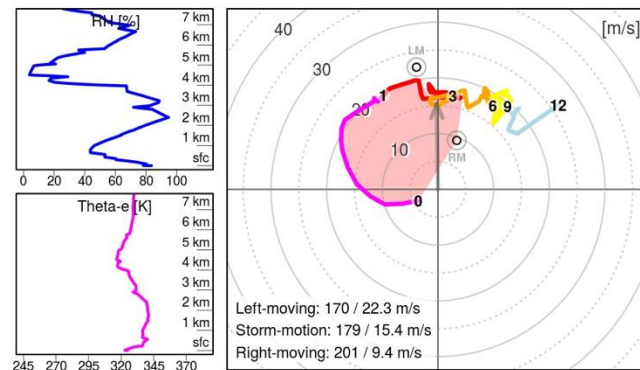 RH [%]
7 km
6 km
5 km
4 km
3 km
2 km
1 km
sfc
0 20 40 60 80 100
Theta-e [K]
7 km
6 km
5 km
4 km
3 km
2 km
1 km
sfc
245 270 295 320 345 370
[m/s]
40
30
20
10
LM
RM
0
1
3
6
9
12
Left-moving: 170 / 22.3 m/s
Storm-motion: 179 / 15.4 m/s
Right-moving: 201 / 9.4 m/s